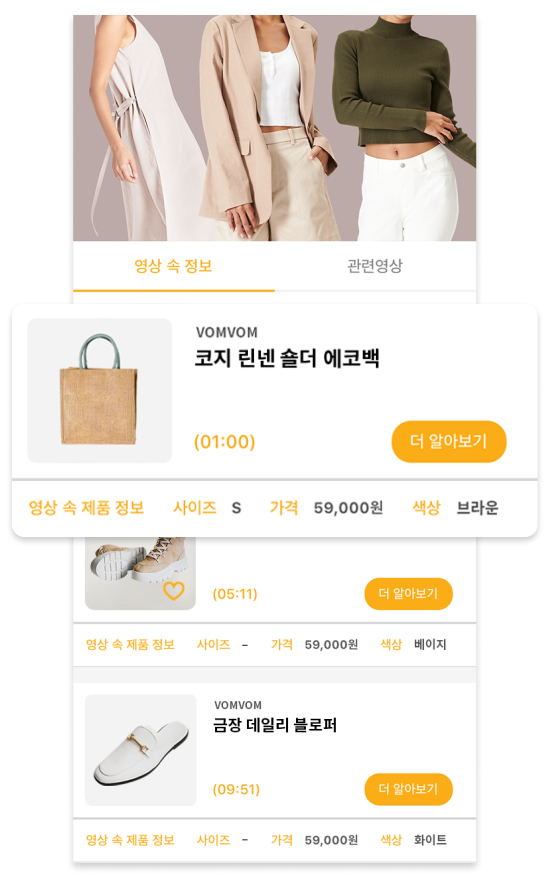 영상 속 정보 관련영상
VOMVOM
코지 린넨 숄더 에코백
(01:00) 더 알아보기
영상 속 제품 정보 사이즈 S 가격 59,000원 색상 브라운
(05:11) 더 알아보기
영상 속 제품 정보 사이즈 - 가격 59,000원 색상 베이지
VOMVOM
금장 데일리 블로퍼
(09:51) 더 알아보기
영상 속 제품 정보 사이즈 - 가격 59,000원 색상 화이트